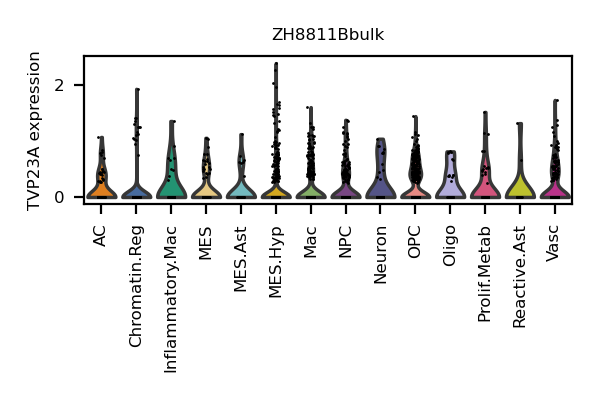 ZH8811Bbulk
TVP23A expression
2
0
AC
Chromatin.Reg
Inflammatory.Mac
MES
MES.Ast
MES.Hyp
Mac
NPC
Neuron
OPC
Oligo
Prolif.Metab
Reactive.Ast
Vasc